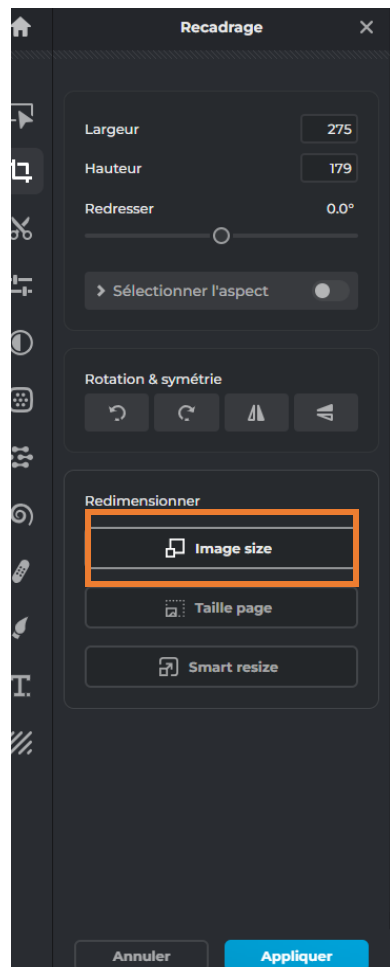 Recadrage
Largeur 275
Hauteur 179
Redresser 0.0°
Sélectionner l'aspect
Rotation & symétrie
Redimensionner
Image size
Taille page
Smart resize
T.
Annuler Appliquer